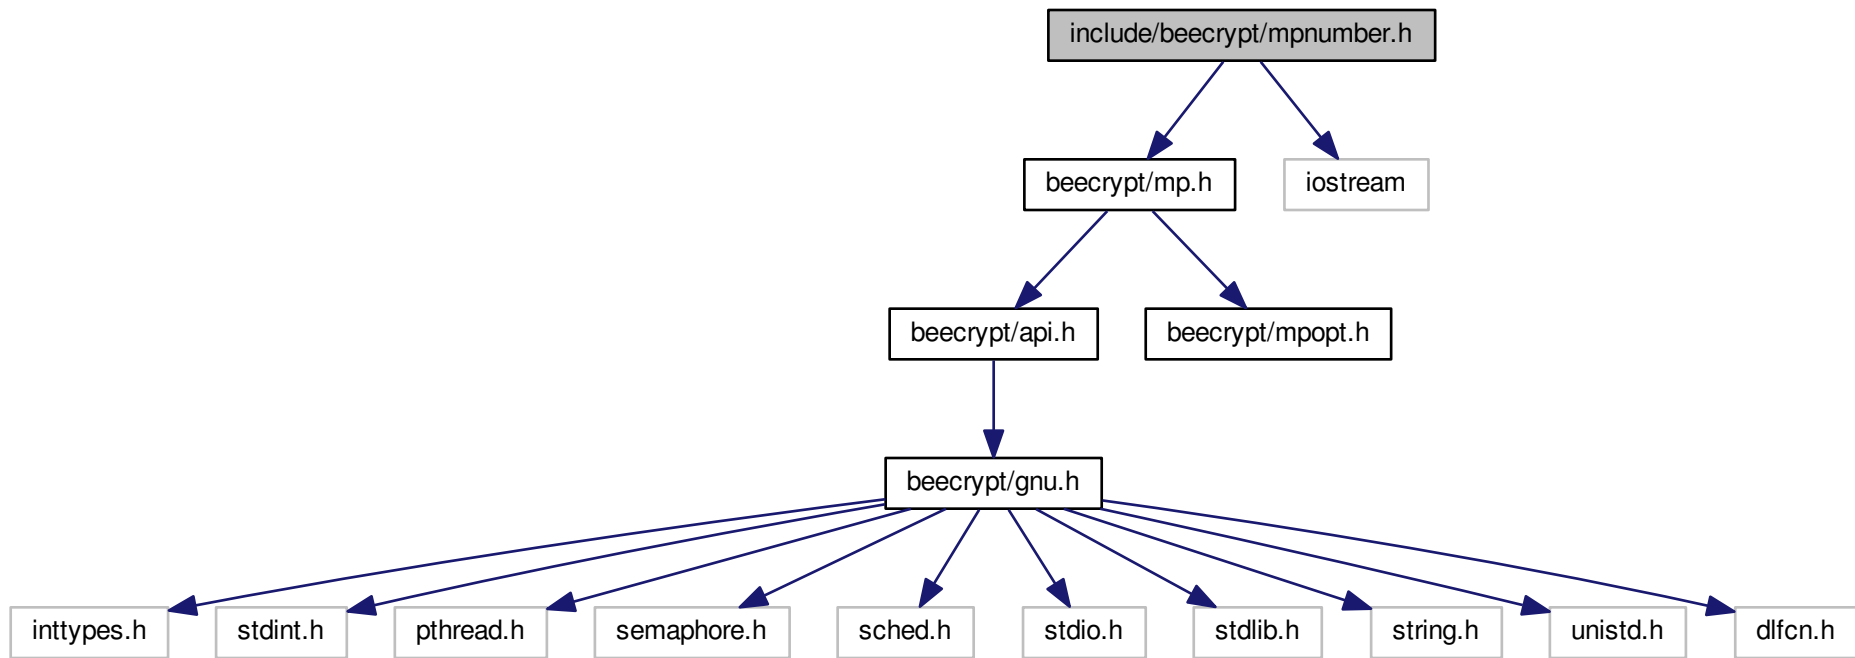 include/beecrypt/mpnumber.h
beecrypt/mp.h
iostream
beecrypt/api.h
beecrypt/mpopt.h
beecrypt/gnu.h
inttypes.h
stdint.h
pthread.h
semaphore.h
sched.h
stdio.h
stdlib.h
string.h
unistd.h
dlfcn.h